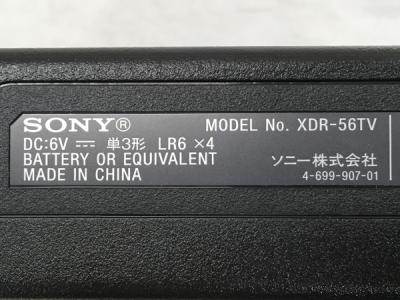 SONY® MODEL No. XDR-56TV
DC:6V ⎓ 単3形 LR6 ×4
BATTERY OR EQUIVALENT ソニー株式会社
MADE IN CHINA 4-699-907-01